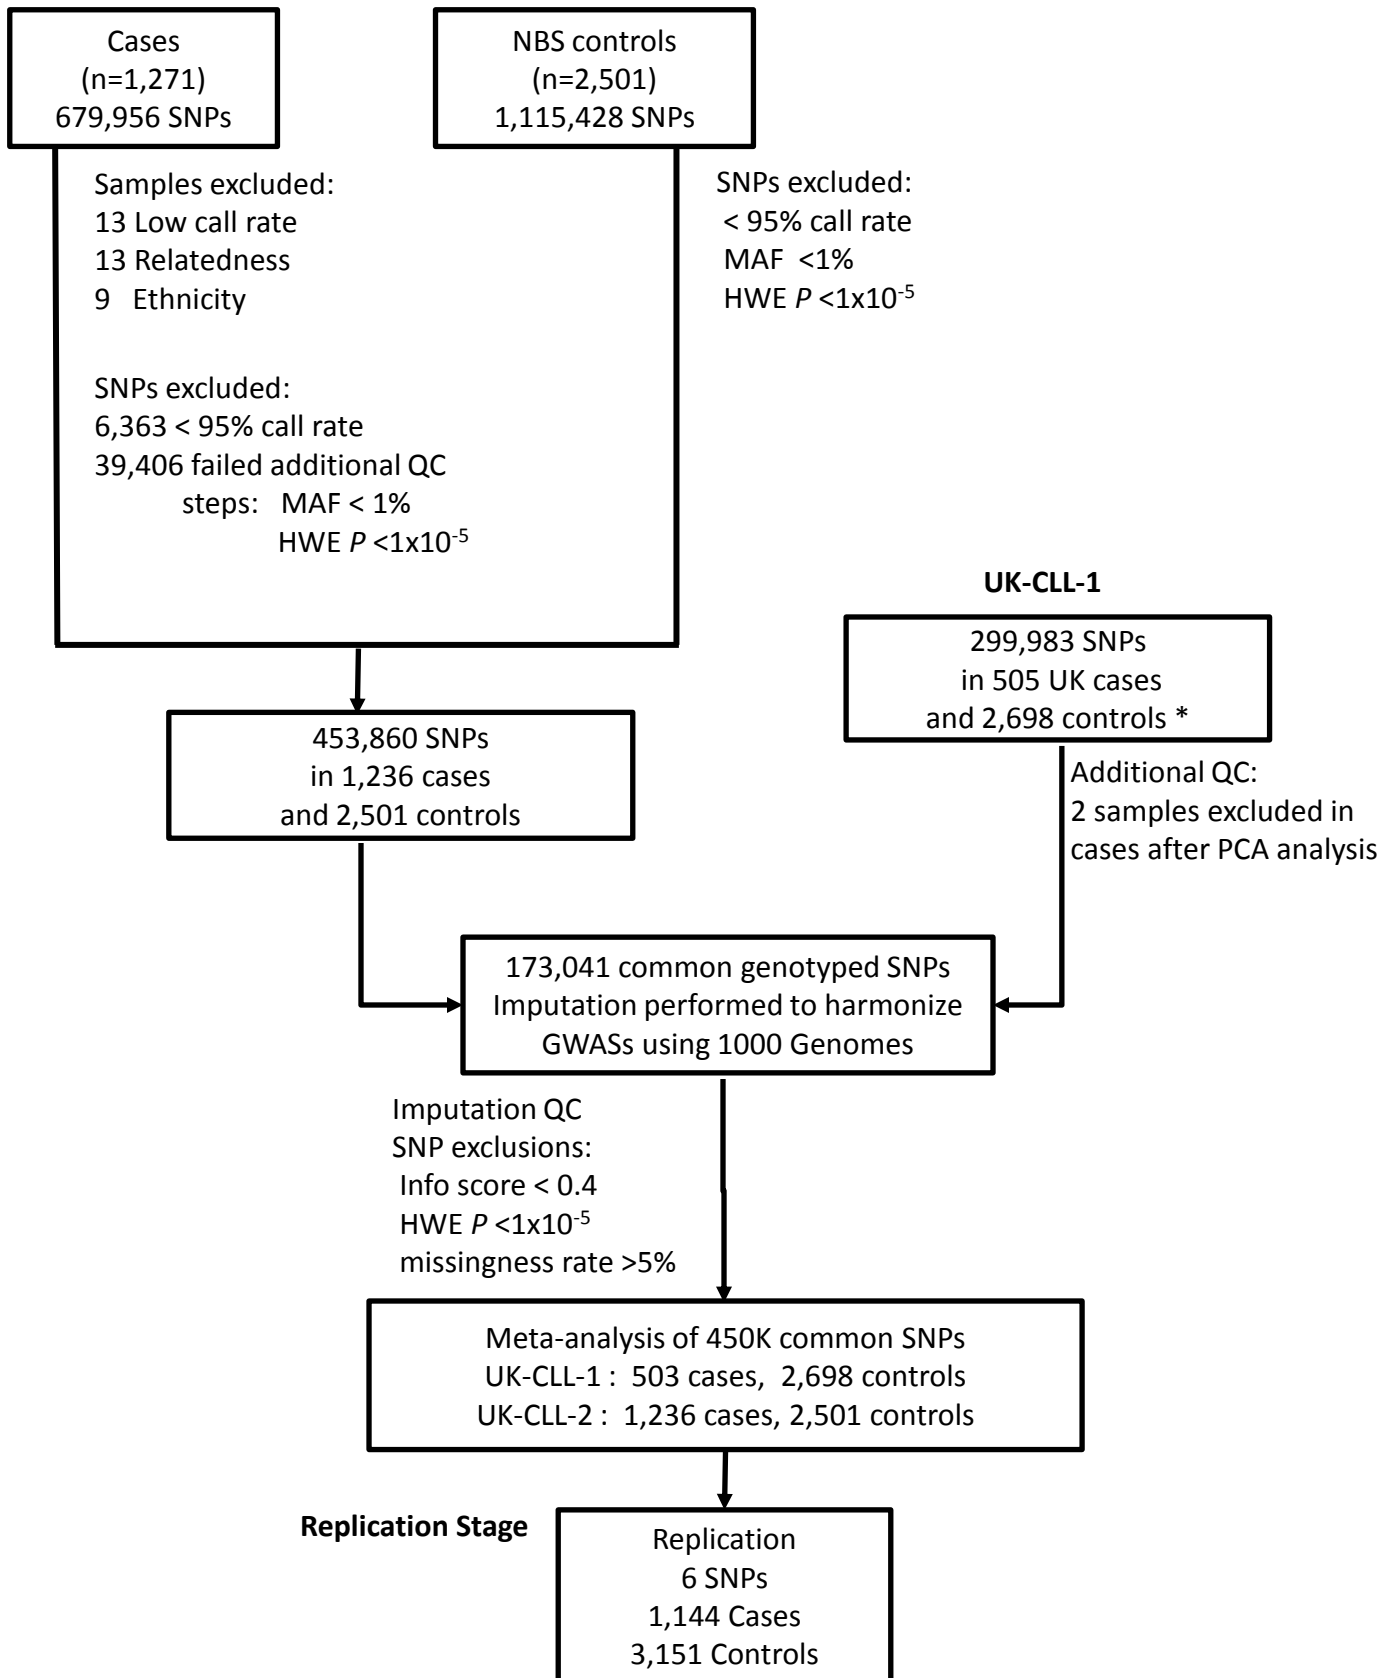 Cases
(n=1,271)
679,956 SNPs
NBS controls
(n=2,501)
1,115,428 SNPs
Samples excluded:
13 Low call rate
13 Relatedness
9 Ethnicity
SNPs excluded:
6,363 < 95% call rate
39,406 failed additional QC
steps: MAF < 1%
HWE P <1x10⁻⁵
SNPs excluded:
< 95% call rate
MAF <1%
HWE P <1x10⁻⁵
UK-CLL-1
299,983 SNPs
in 505 UK cases
and 2,698 controls *
453,860 SNPs
in 1,236 cases
and 2,501 controls
Additional QC:
2 samples excluded in
cases after PCA analysis
173,041 common genotyped SNPs
Imputation performed to harmonize
GWASs using 1000 Genomes
Imputation QC
SNP exclusions:
Info score < 0.4
HWE P <1x10⁻⁵
missingness rate >5%
Meta-analysis of 450K common SNPs
UK-CLL-1 : 503 cases, 2,698 controls
UK-CLL-2 : 1,236 cases, 2,501 controls
Replication Stage
Replication
6 SNPs
1,144 Cases
3,151 Controls